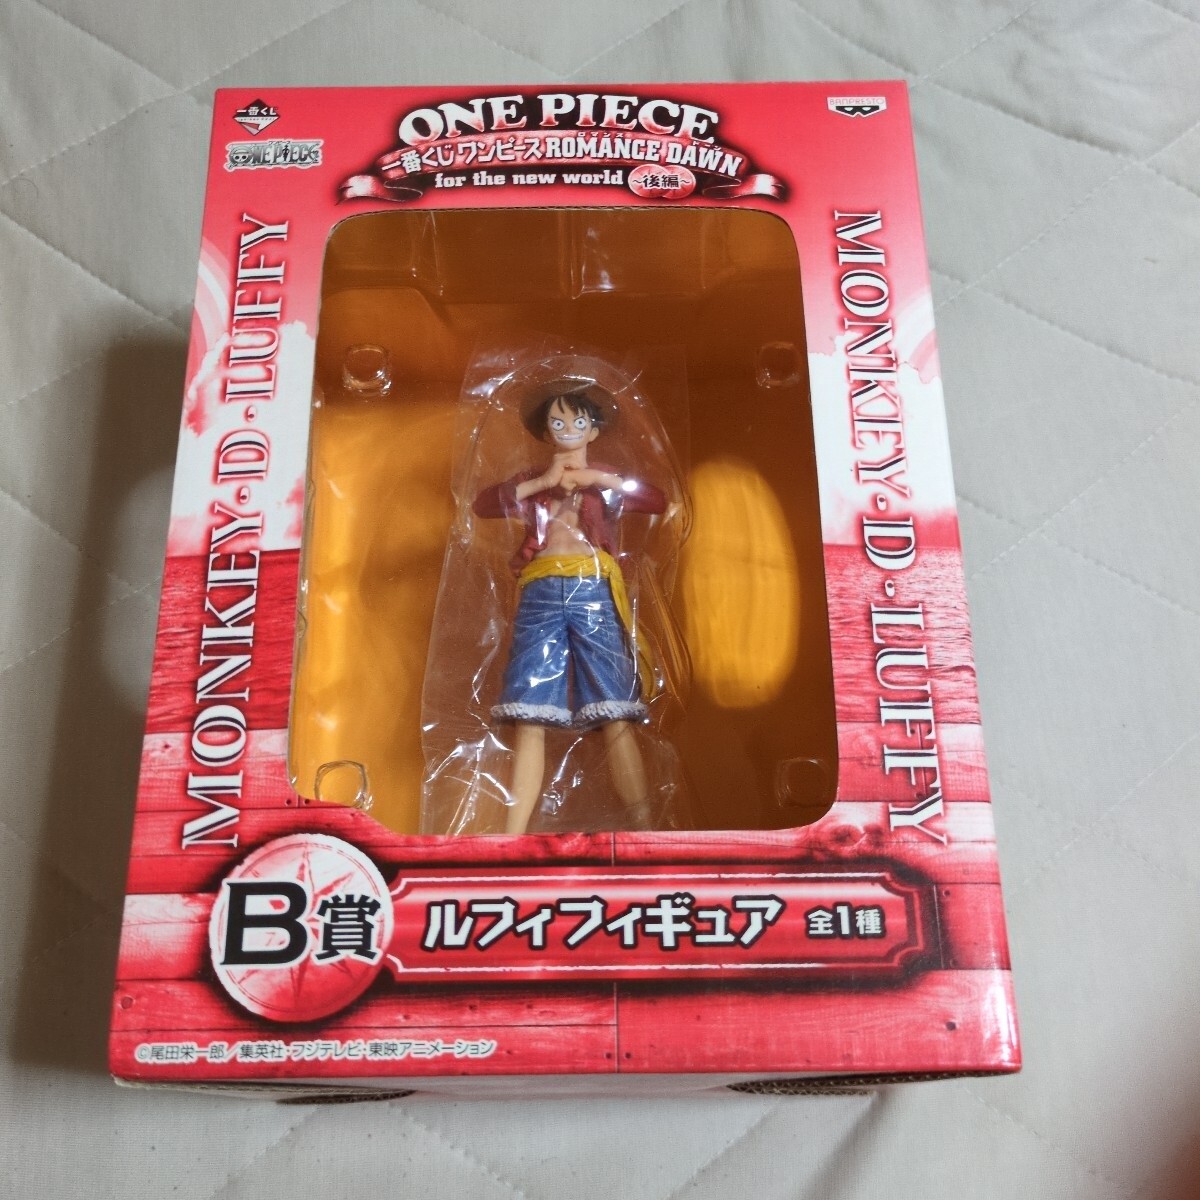 一番くじ
ONE PIECE
BANPRESTO
ONE PIECE
ロマンス ドーン
一番くじ ワンピース ROMANCE DAWN
for the new world ～後編～
MONKEY・D・LUFFY
MONKEY・D・LUFFY
B賞
ルフィフィギュア 全1種
©尾田栄一郎／集英社・フジテレビ・東映アニメーション